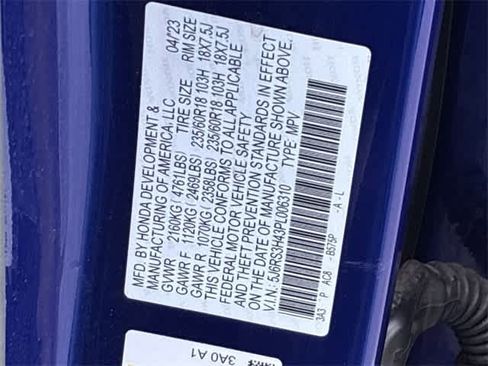 MFD BY HONDA DEVELOPMENT & 04/23
MANUFACTURING OF AMERICA, LLC
GVWR 2160KG (4761LBS) TIRE SIZE RIM SIZE
GAWR F 1120KG (2469LBS) 235/60R18 103H 18X7.5J
GAWR R 1070KG (2358LBS) 235/60R18 103H 18X7.5J
THIS VEHICLE CONFORMS TO ALL APPLICABLE
FEDERAL MOTOR VEHICLE SAFETY
AND THEFT PREVENTION STANDARDS IN EFFECT
ON THE DATE OF MANUFACTURE SHOWN ABOVE.
V.I.N: 5J6RS3H43PL006310 TYPE: MPV
3A3 P AC8 - B575P - A - L
3A0 A1